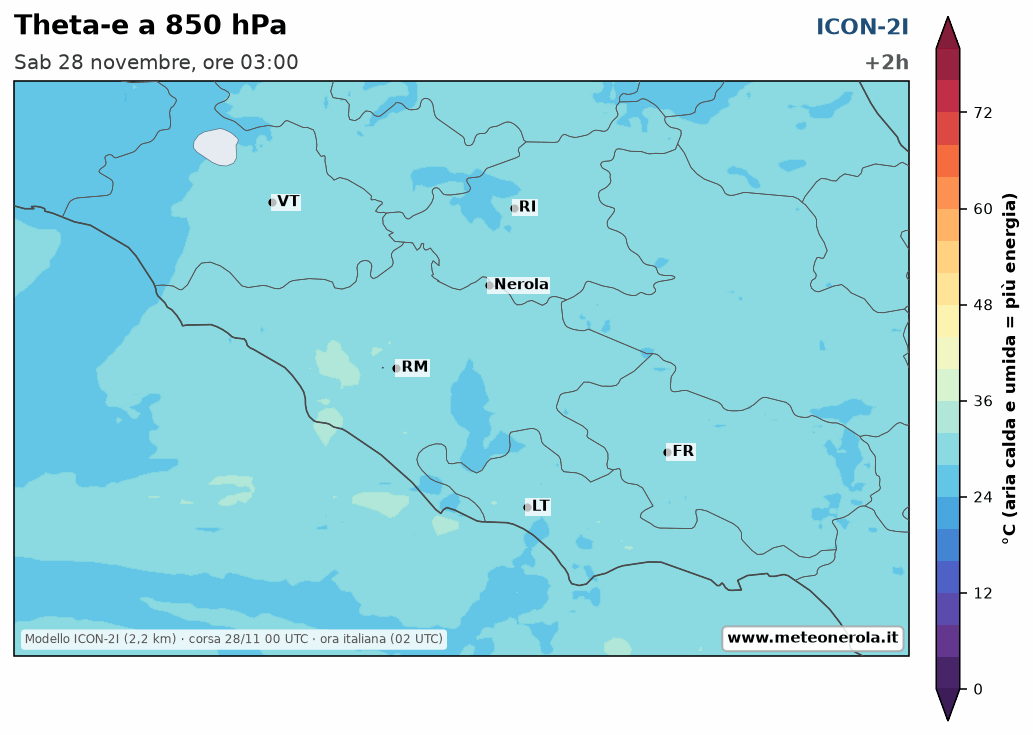 Theta-e a 850 hPa
ICON-2I
Sab 28 novembre, ore 03:00
+2h
VT
RI
Nerola
RM
FR
LT
72
60
48
36
24
12
0
°C (aria calda e umida = più energia)
Modello ICON-2I (2,2 km) · corsa 28/11 00 UTC · ora italiana (02 UTC)
www.meteonerola.it